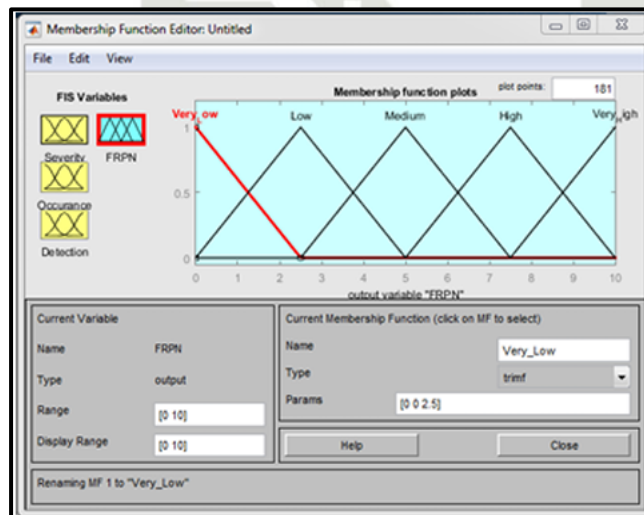 Membership Function Editor: Untitled
File Edit View
FIS Variables
Membership function plots
plot points:
181
Very_Low
Low
Medium
High
Very_High
Severity
FRPN
Occurance
Detection
1
0.5
0
0 1 2 3 4 5 6 7 8 9 10
output variable "FRPN"
Current Variable
Name FRPN
Type output
Range [0 10]
Display Range [0 10]
Current Membership Function (click on MF to select)
Name Very_Low
Type trimf
Params [0 0 2.5]
Help Close
Renaming MF 1 to "Very_Low"